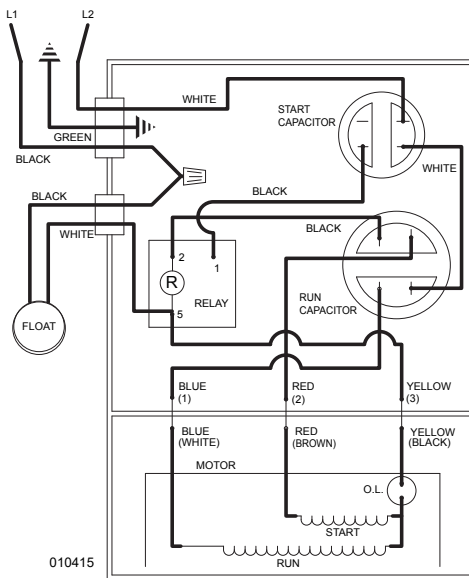 L1
L2
WHITE
START
CAPACITOR
GREEN
BLACK
WHITE
BLACK
BLACK
BLACK
WHITE
2
1
R
RELAY
5
RUN
CAPACITOR
FLOAT
BLUE
(1)
RED
(2)
YELLOW
(3)
BLUE
(WHITE)
RED
(BROWN)
YELLOW
(BLACK)
MOTOR
O.L.
START
RUN
010415